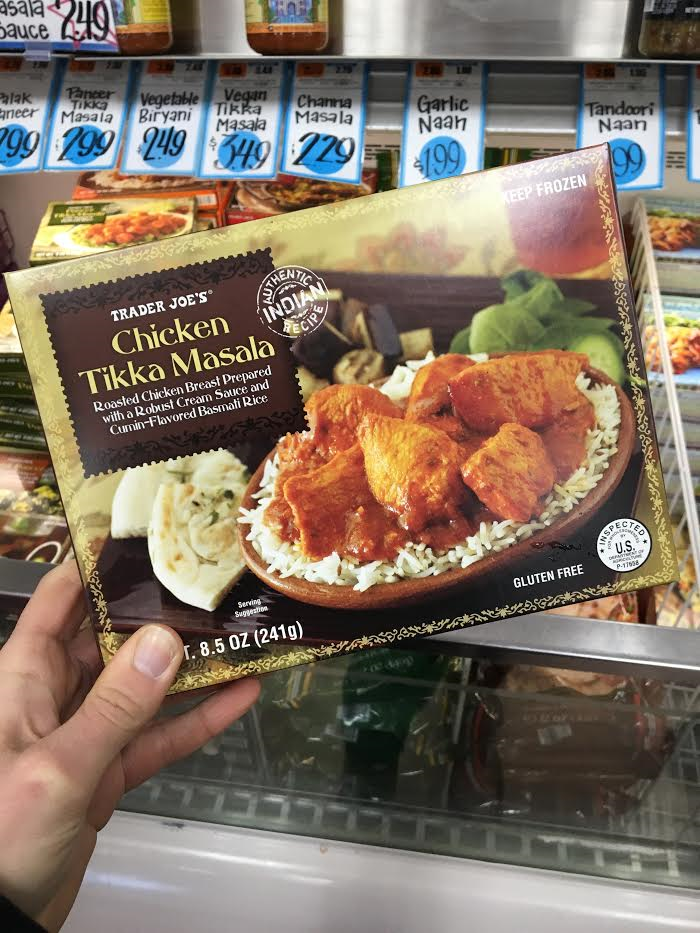 asala
Sauce 2.49
Palak
Paneer
799
Paneer
Tikka
Masala
2.99
Vegetable
Biryani
2.49
Vegan
Tikka
Masala
3.49
Channa
Masala
2.29
Garlic
Naan
1.99
Tandoori
Naan
99
KEEP FROZEN
TRADER JOE'S®
Chicken
Tikka Masala
Roasted Chicken Breast Prepared
with a Robust Cream Sauce and
Cumin-Flavored Basmati Rice
AUTHENTIC
INDIAN
RECIPE
Serving
Suggestion
T. 8.5 OZ (241g)
GLUTEN FREE
INSPECTED
FOR WHOLESOMENESS
BY
U.S.
DEPARTMENT OF
AGRICULTURE
P-17698